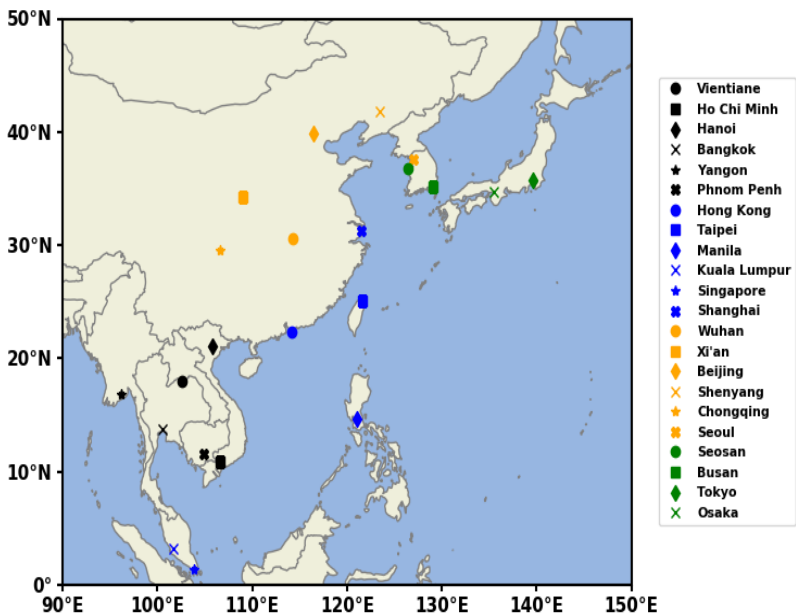 50°N
40°N
30°N
20°N
10°N
0°
90°E
100°E
110°E
120°E
130°E
140°E
150°E
Vientiane
Ho Chi Minh
Hanoi
Bangkok
Yangon
Phnom Penh
Hong Kong
Taipei
Manila
Kuala Lumpur
Singapore
Shanghai
Wuhan
Xi'an
Beijing
Shenyang
Chongqing
Seoul
Seosan
Busan
Tokyo
Osaka